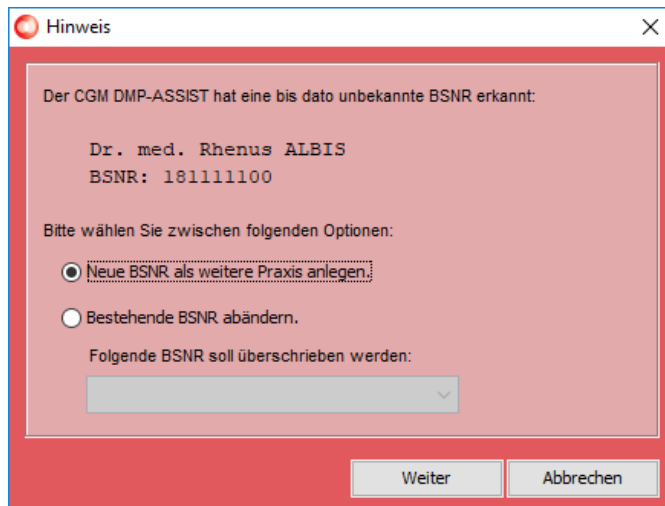 Hinweis
Der CGM DMP-ASSIST hat eine bis dato unbekannte BSNR erkannt:
Dr. med. Rhenus ALBIS
BSNR: 181111100
Bitte wählen Sie zwischen folgenden Optionen:
Neue BSNR als weitere Praxis anlegen.
Bestehende BSNR abändern.
Folgende BSNR soll überschrieben werden:
Weiter
Abbrechen